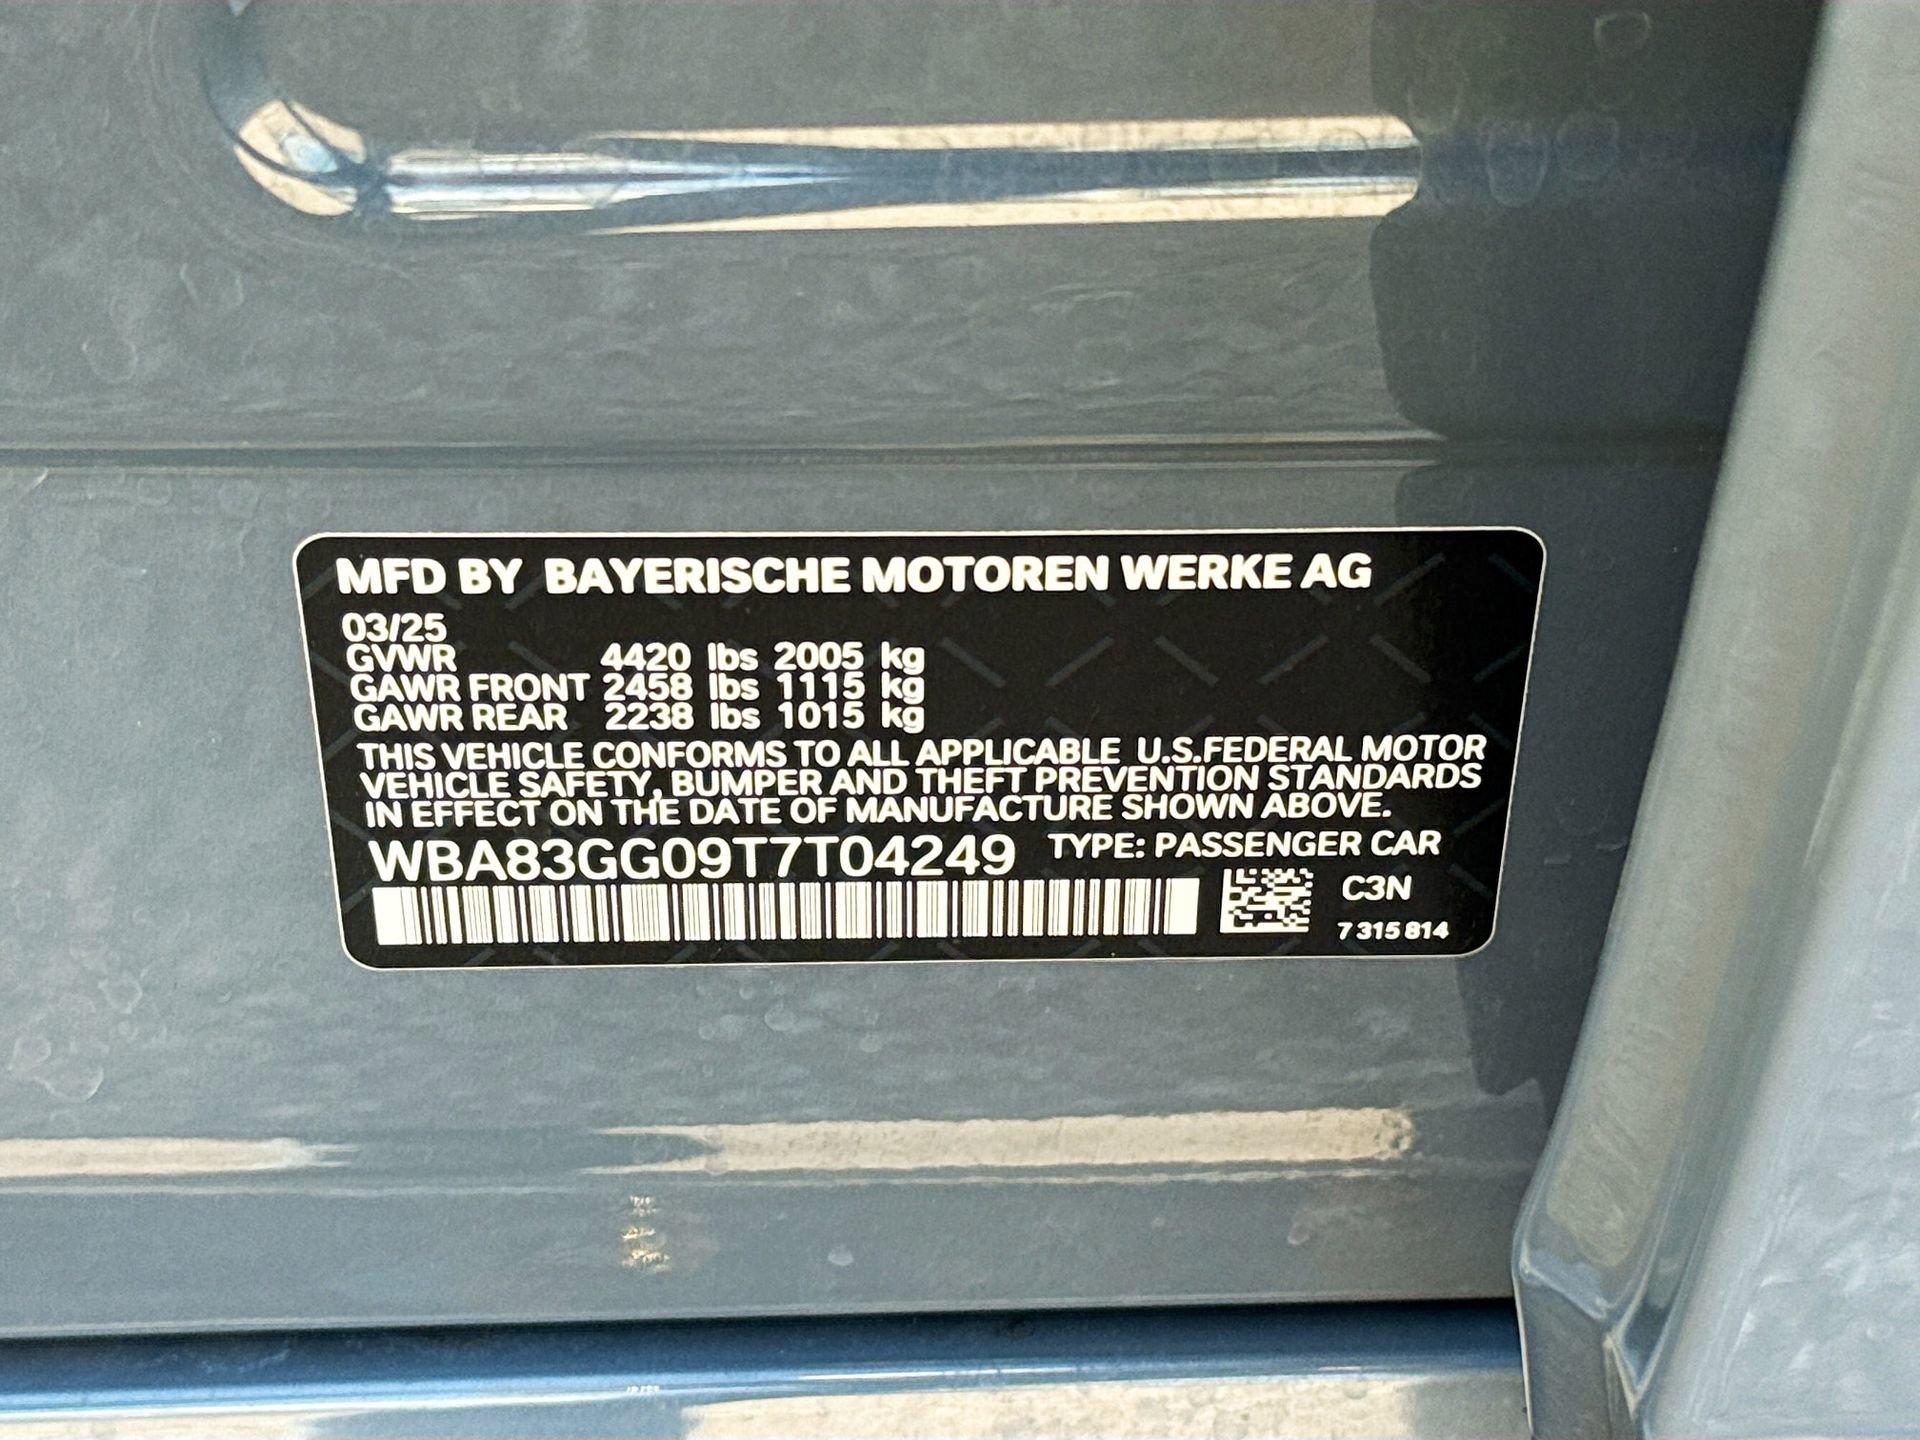 MFD BY BAYERISCHE MOTOREN WERKE AG
03/25
GVWR 4420 lbs 2005 kg
GAWR FRONT 2458 lbs 1115 kg
GAWR REAR 2238 lbs 1015 kg
THIS VEHICLE CONFORMS TO ALL APPLICABLE U.S.FEDERAL MOTOR
VEHICLE SAFETY, BUMPER AND THEFT PREVENTION STANDARDS
IN EFFECT ON THE DATE OF MANUFACTURE SHOWN ABOVE.
WBA83GG09T7T04249 TYPE: PASSENGER CAR
C3N
7 315 814